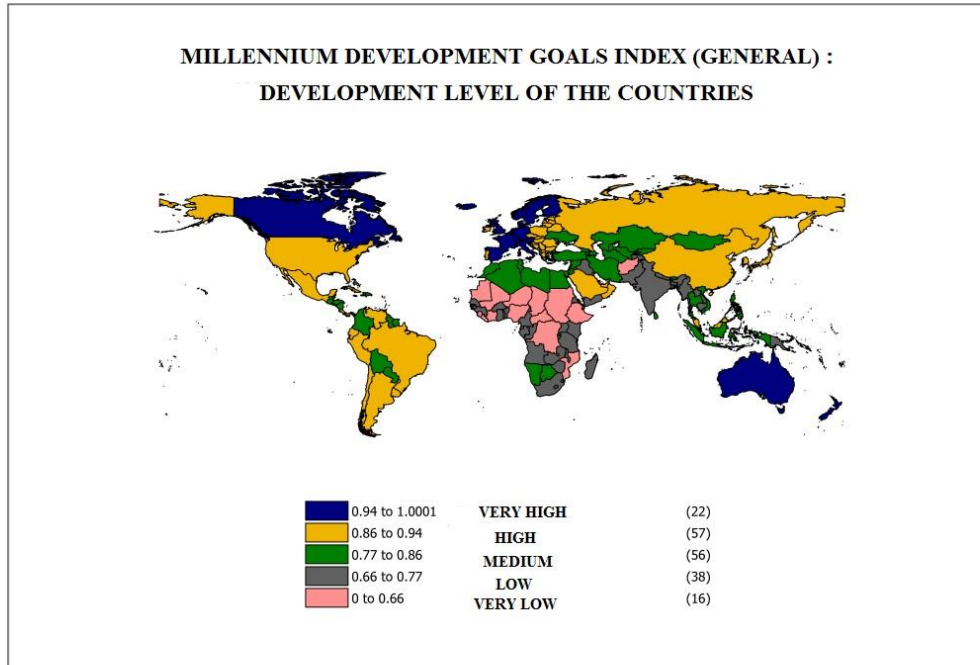 MILLENNIUM DEVELOPMENT GOALS INDEX (GENERAL) :
DEVELOPMENT LEVEL OF THE COUNTRIES
0.94 to 1.0001 VERY HIGH (22)
0.86 to 0.94 HIGH (57)
0.77 to 0.86 MEDIUM (56)
0.66 to 0.77 LOW (38)
0 to 0.66 VERY LOW (16)